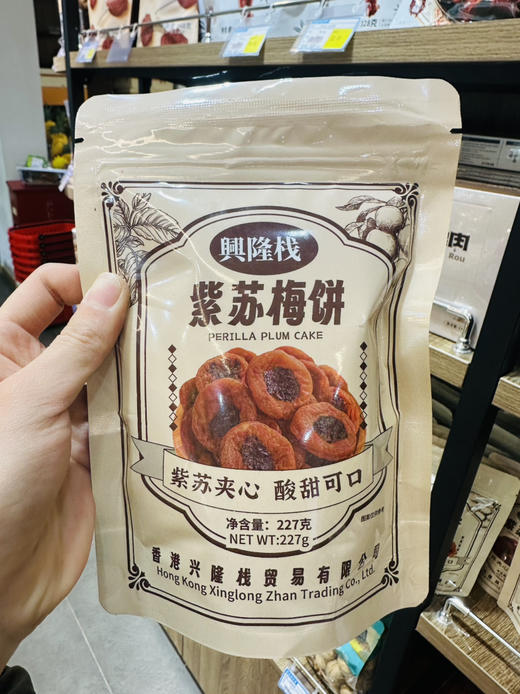 興隆栈
紫苏梅饼
PERILLA PLUM CAKE
紫苏夹心 酸甜可口
净含量：227克
NET WT:227g
香港兴隆栈贸易有限公司
Hong Kong Xinglong Zhan Trading Co., Ltd.
肉
Rou